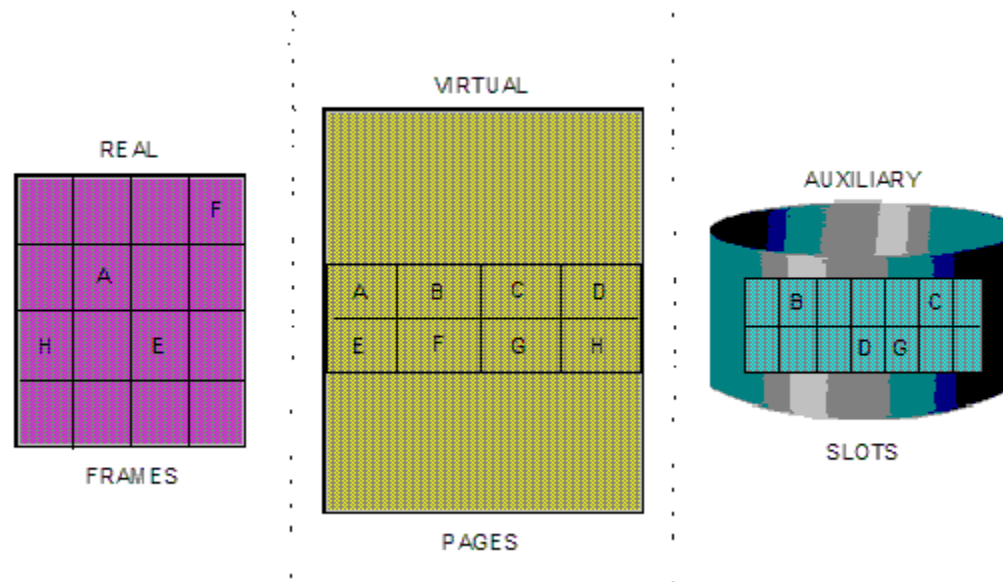 REAL
F
A
H E
FRAMES
VIRTUAL
A B C D
E F G H
PAGES
AUXILIARY
B C
D G
SLOTS